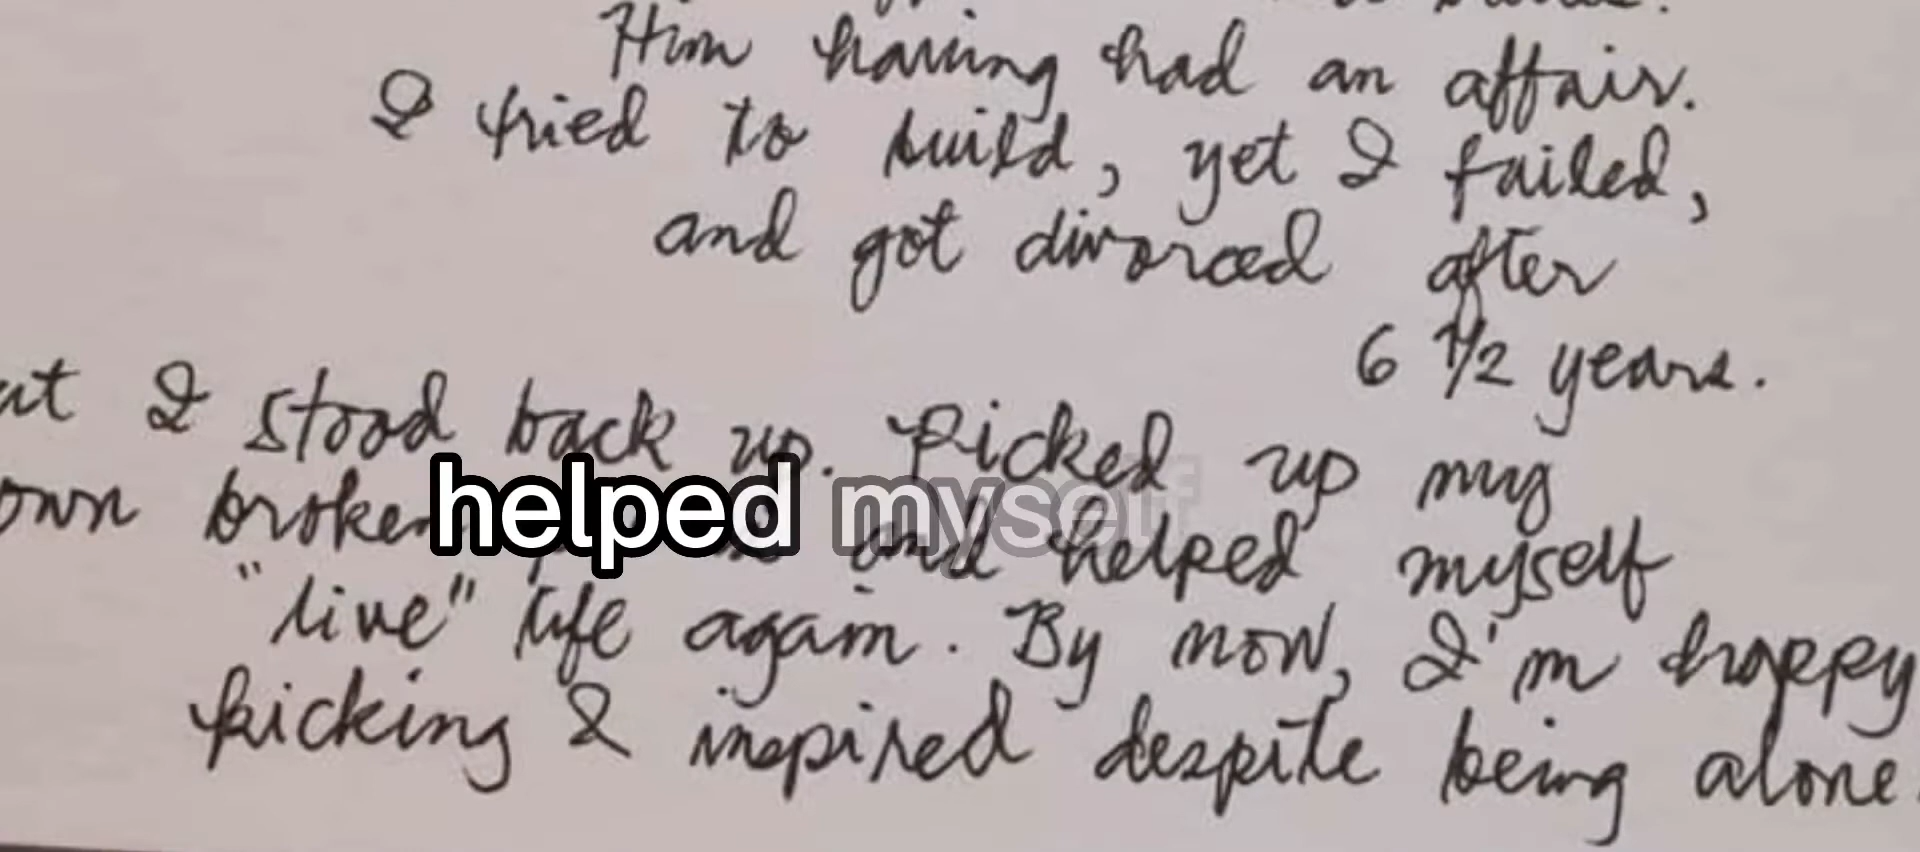 Him having had an affair.
I tried to build, yet I failed,
and got divorced after
6 1/2 years.
I stood back up. Picked up my
own broken and helped myself
helped myself
"live" life again. By now, I'm happy
kicking & inspired despite being alone.